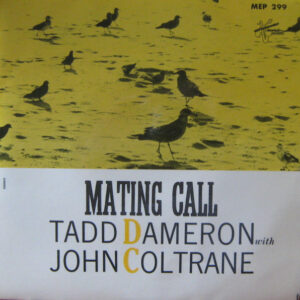 MEP 299
MATING CALL
TADD DAMERON with
JOHN COLTRANE